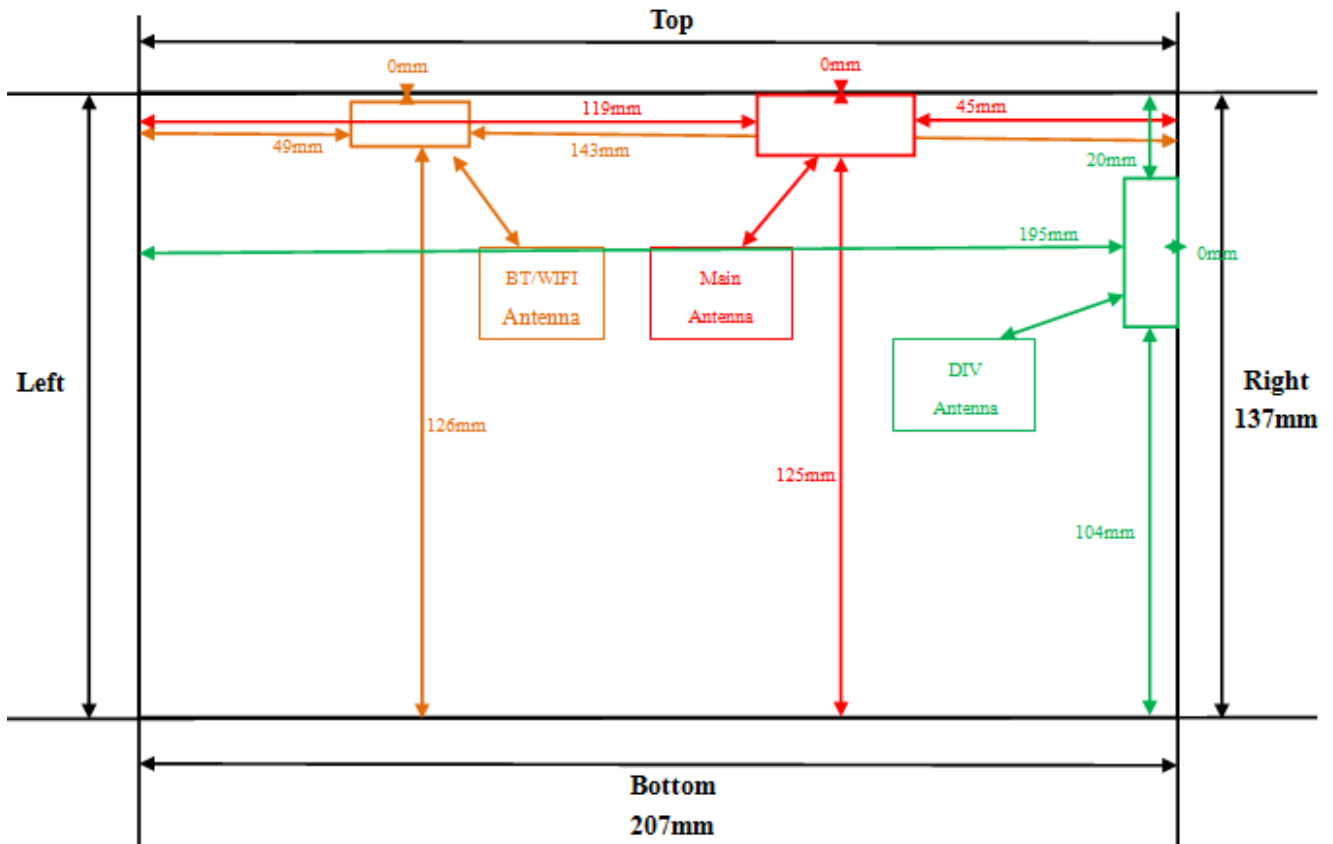 Top
0mm
0mm
119mm
45mm
49mm
143mm
20mm
195mm
0mm
BT/WIFI
Antenna
Main
Antenna
DIV
Antenna
Left
Right
137mm
126mm
125mm
104mm
Bottom
207mm